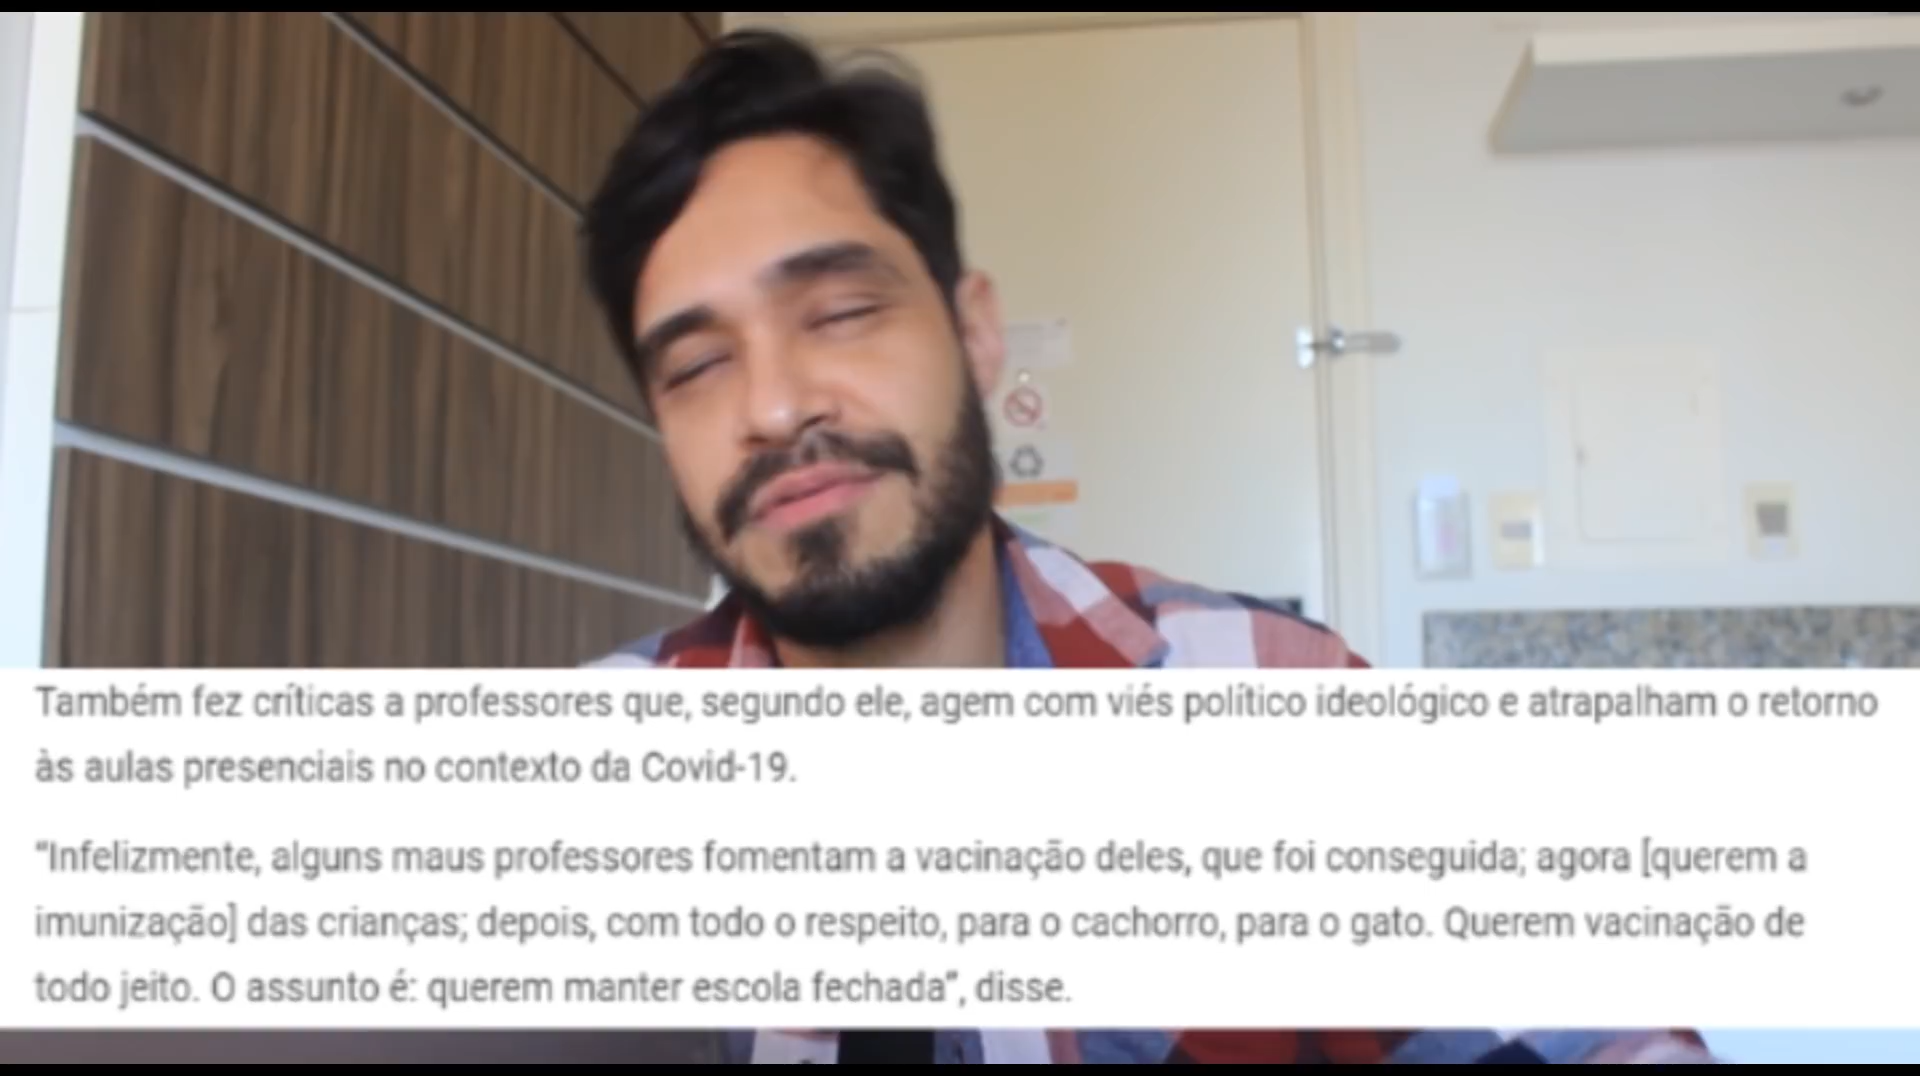 Também fez críticas a professores que, segundo ele, agem com viés político ideológico e atrapalham o retorno
às aulas presenciais no contexto da Covid-19.
“Infelizmente, alguns maus professores fomentam a vacinação deles, que foi conseguida; agora [querem a
imunização] das crianças; depois, com todo o respeito, para o cachorro, para o gato. Querem vacinação de
todo jeito. O assunto é: querem manter escola fechada”, disse.